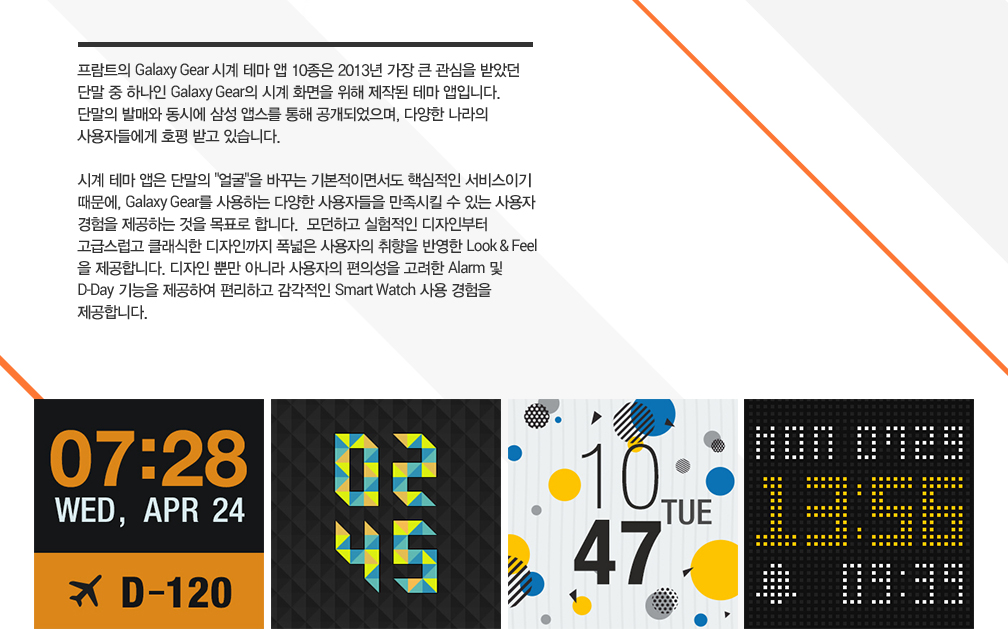 프람트의 Galaxy Gear 시계 테마 앱 10종은 2013년 가장 큰 관심을 받았던
단말 중 하나인 Galaxy Gear의 시계 화면을 위해 제작된 테마 앱입니다.
단말의 발매와 동시에 삼성 앱스를 통해 공개되었으며, 다양한 나라의
사용자들에게 호평 받고 있습니다.
시계 테마 앱은 단말의 "얼굴"을 바꾸는 기본적이면서도 핵심적인 서비스이기
때문에, Galaxy Gear를 사용하는 다양한 사용자들을 만족시킬 수 있는 사용자
경험을 제공하는 것을 목표로 합니다.  모던하고 실험적인 디자인부터
고급스럽고 클래식한 디자인까지 폭넓은 사용자의 취향을 반영한 Look & Feel
을 제공합니다. 디자인 뿐만 아니라 사용자의 편의성을 고려한 Alarm 및
D-Day 기능을 제공하여 편리하고 감각적인 Smart Watch 사용 경험을
제공합니다.
07:28
WED, APR 24
D-120
02
45
10
TUE
47
MON 0729
13:56
09:39